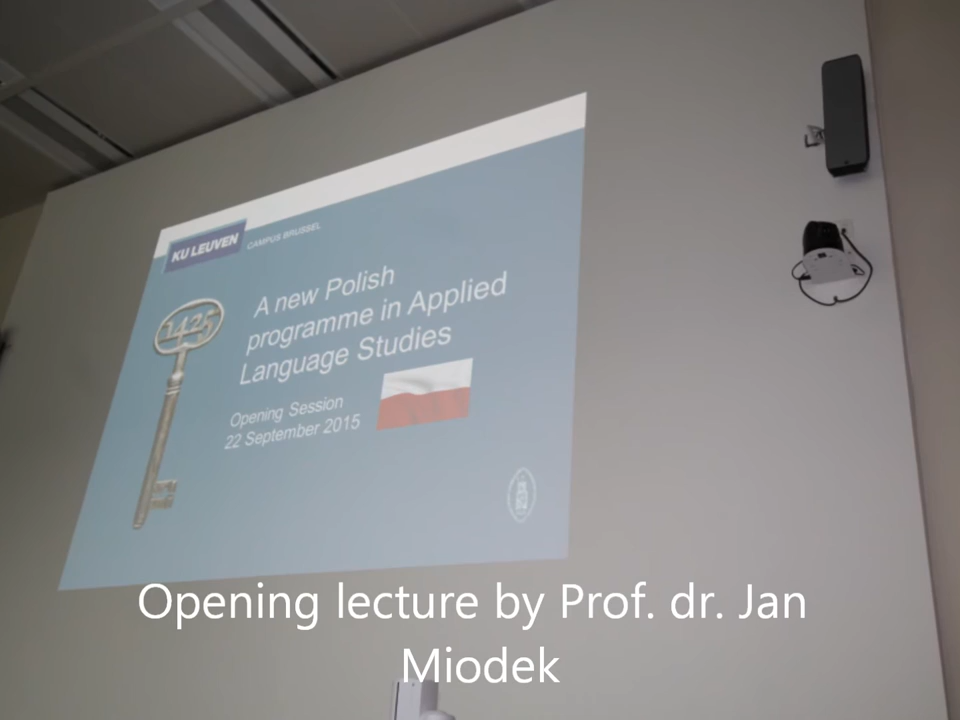 KU LEUVEN
CAMPUS BRUSSEL
1425
A new Polish
programme in Applied
Language Studies
Opening Session
22 September 2015
Opening lecture by Prof. dr. Jan
Miodek